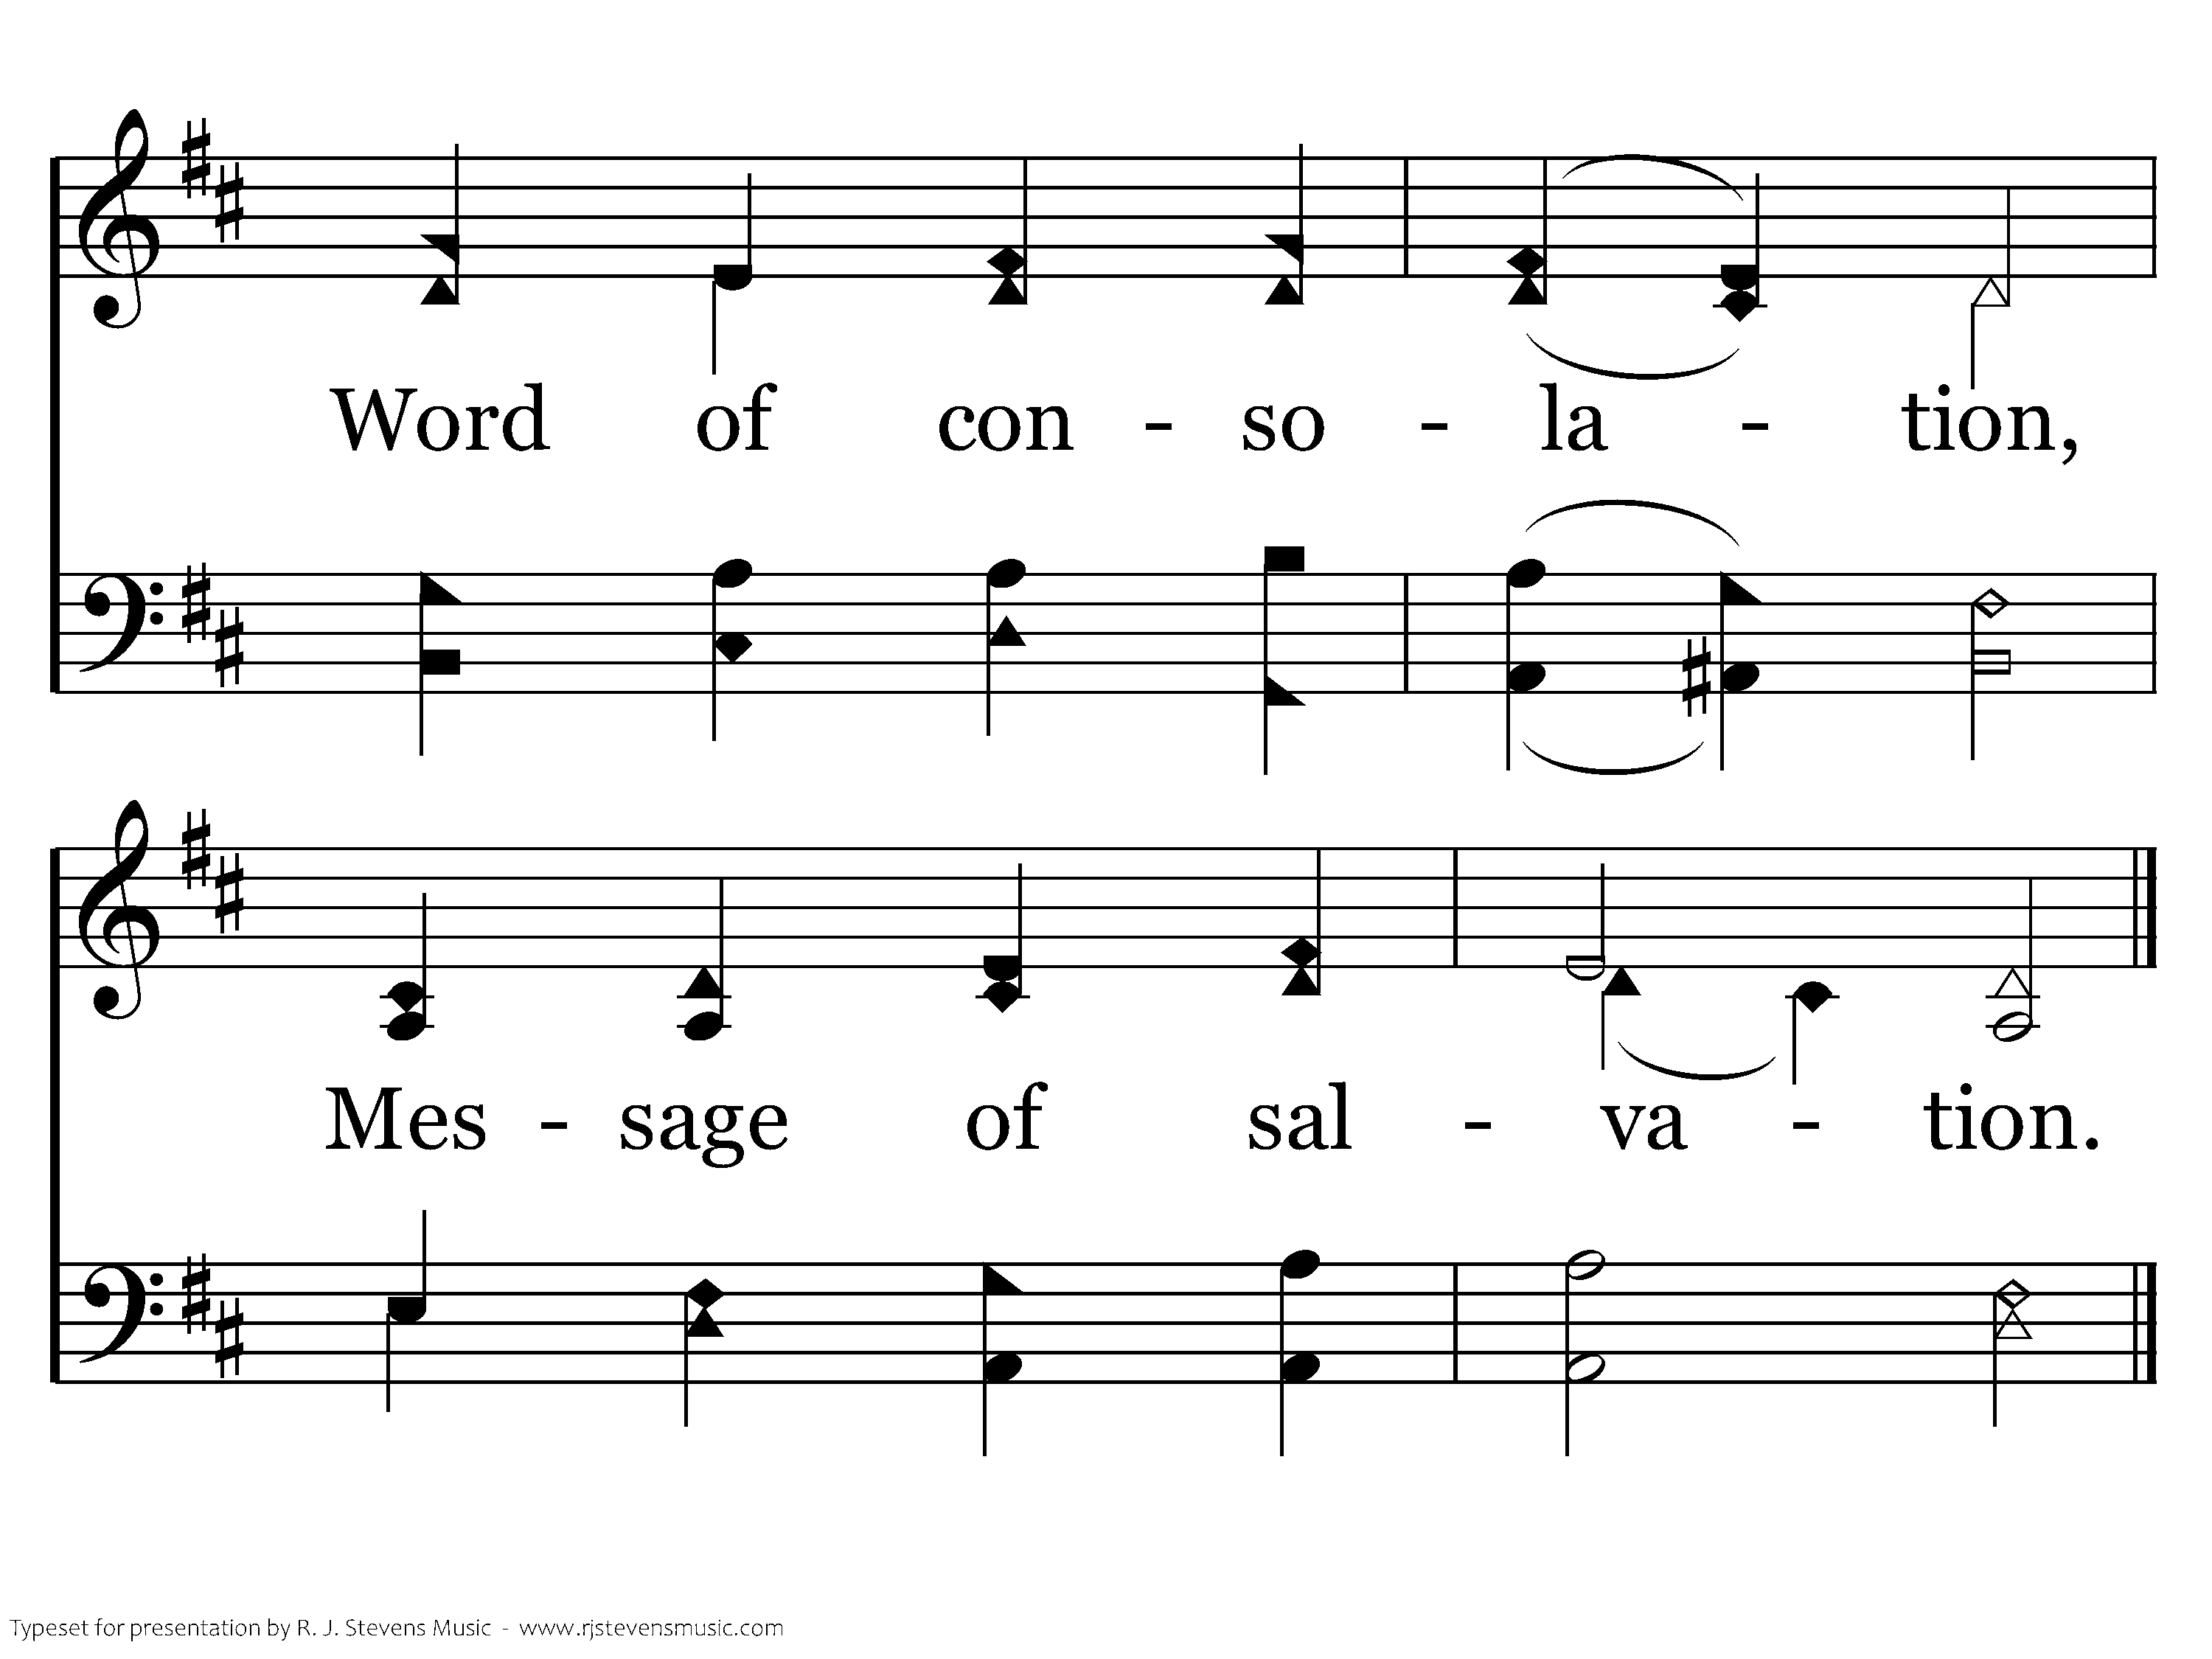 Word of con - so - la - tion,
Mes - sage of sal - va - tion.
Typeset for presentation by R. J. Stevens Music - www.rjstevensmusic.com